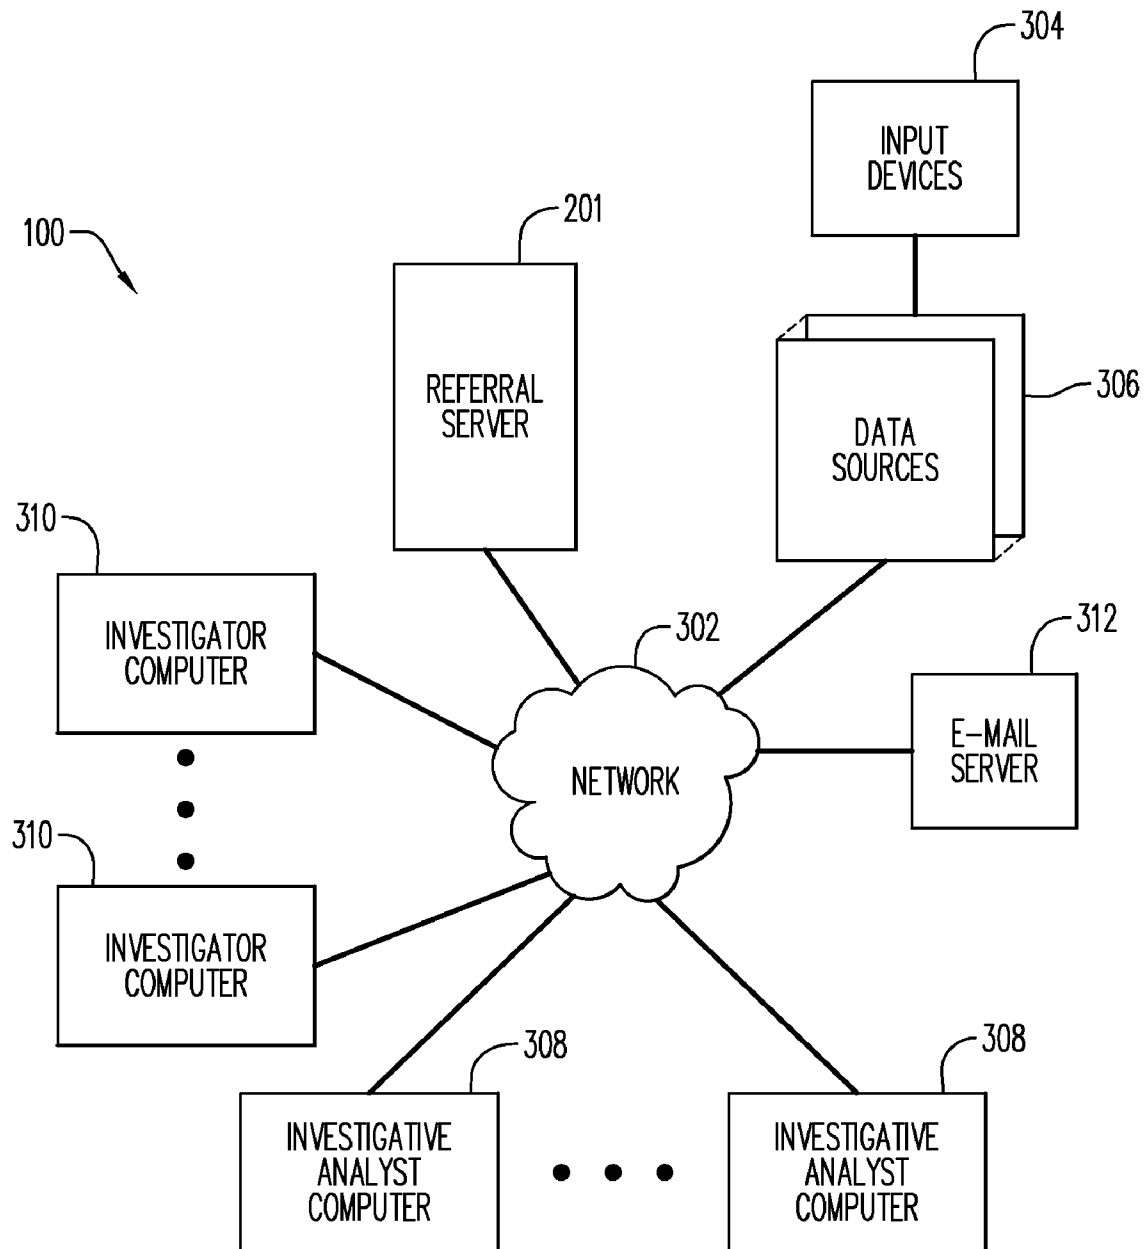 304
INPUT
DEVICES
201
100
REFERRAL
SERVER
306
DATA
SOURCES
310
INVESTIGATOR
COMPUTER
302
NETWORK
312
E-MAIL
SERVER
310
INVESTIGATOR
COMPUTER
308
INVESTIGATIVE
ANALYST
COMPUTER
308
INVESTIGATIVE
ANALYST
COMPUTER